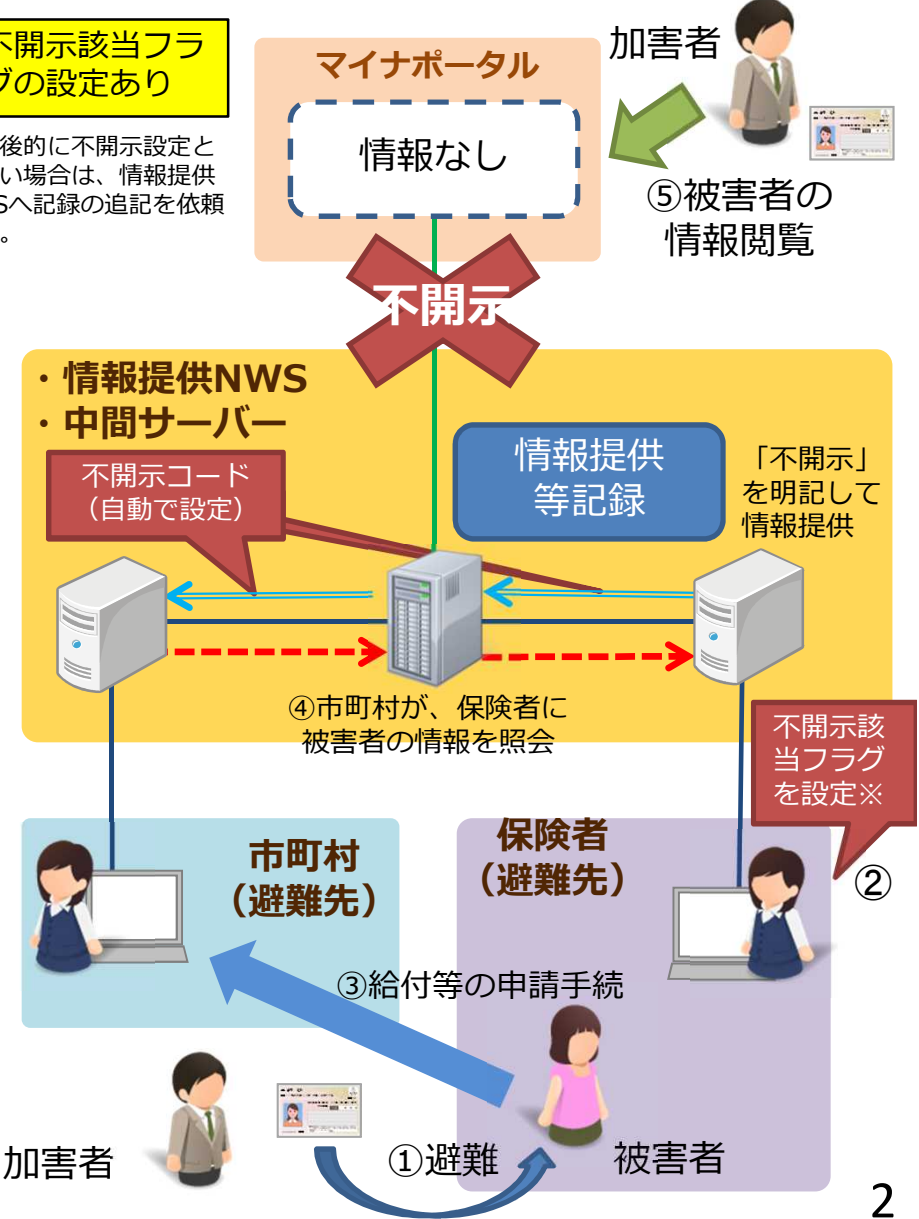 不開示該当フラ
グの設定あり
後的に不開示設定と
い場合は、情報提供
Sへ記録の追記を依頼
。
マイナポータル
情報なし
加害者
⑤被害者の
情報閲覧
不開示
・情報提供NWS
・中間サーバー
不開示コード
（自動で設定）
情報提供
等記録
「不開示」
を明記して
情報提供
④市町村が、保険者に
被害者の情報を照会
不開示該
当フラグ
を設定※
②
市町村
（避難先）
保険者
（避難先）
③給付等の申請手続
加害者
①避難
被害者
2